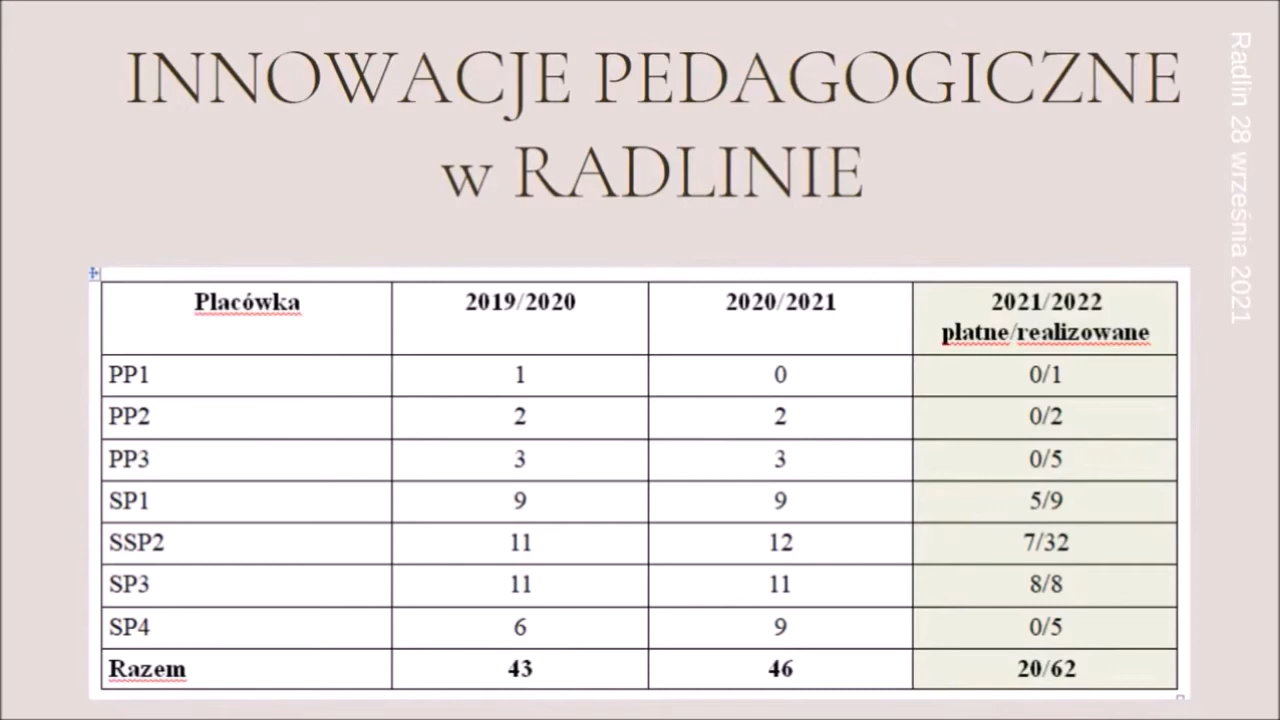 INNOWACJE PEDAGOGICZNE
w RADLINIE
Radlin 28 września 2021
Placówka 2019/2020 2020/2021 2021/2022
płatne/realizowane
PP1 1 0 0/1
PP2 2 2 0/2
PP3 3 3 0/5
SP1 9 9 5/9
SSP2 11 12 7/32
SP3 11 11 8/8
SP4 6 9 0/5
Razem 43 46 20/62